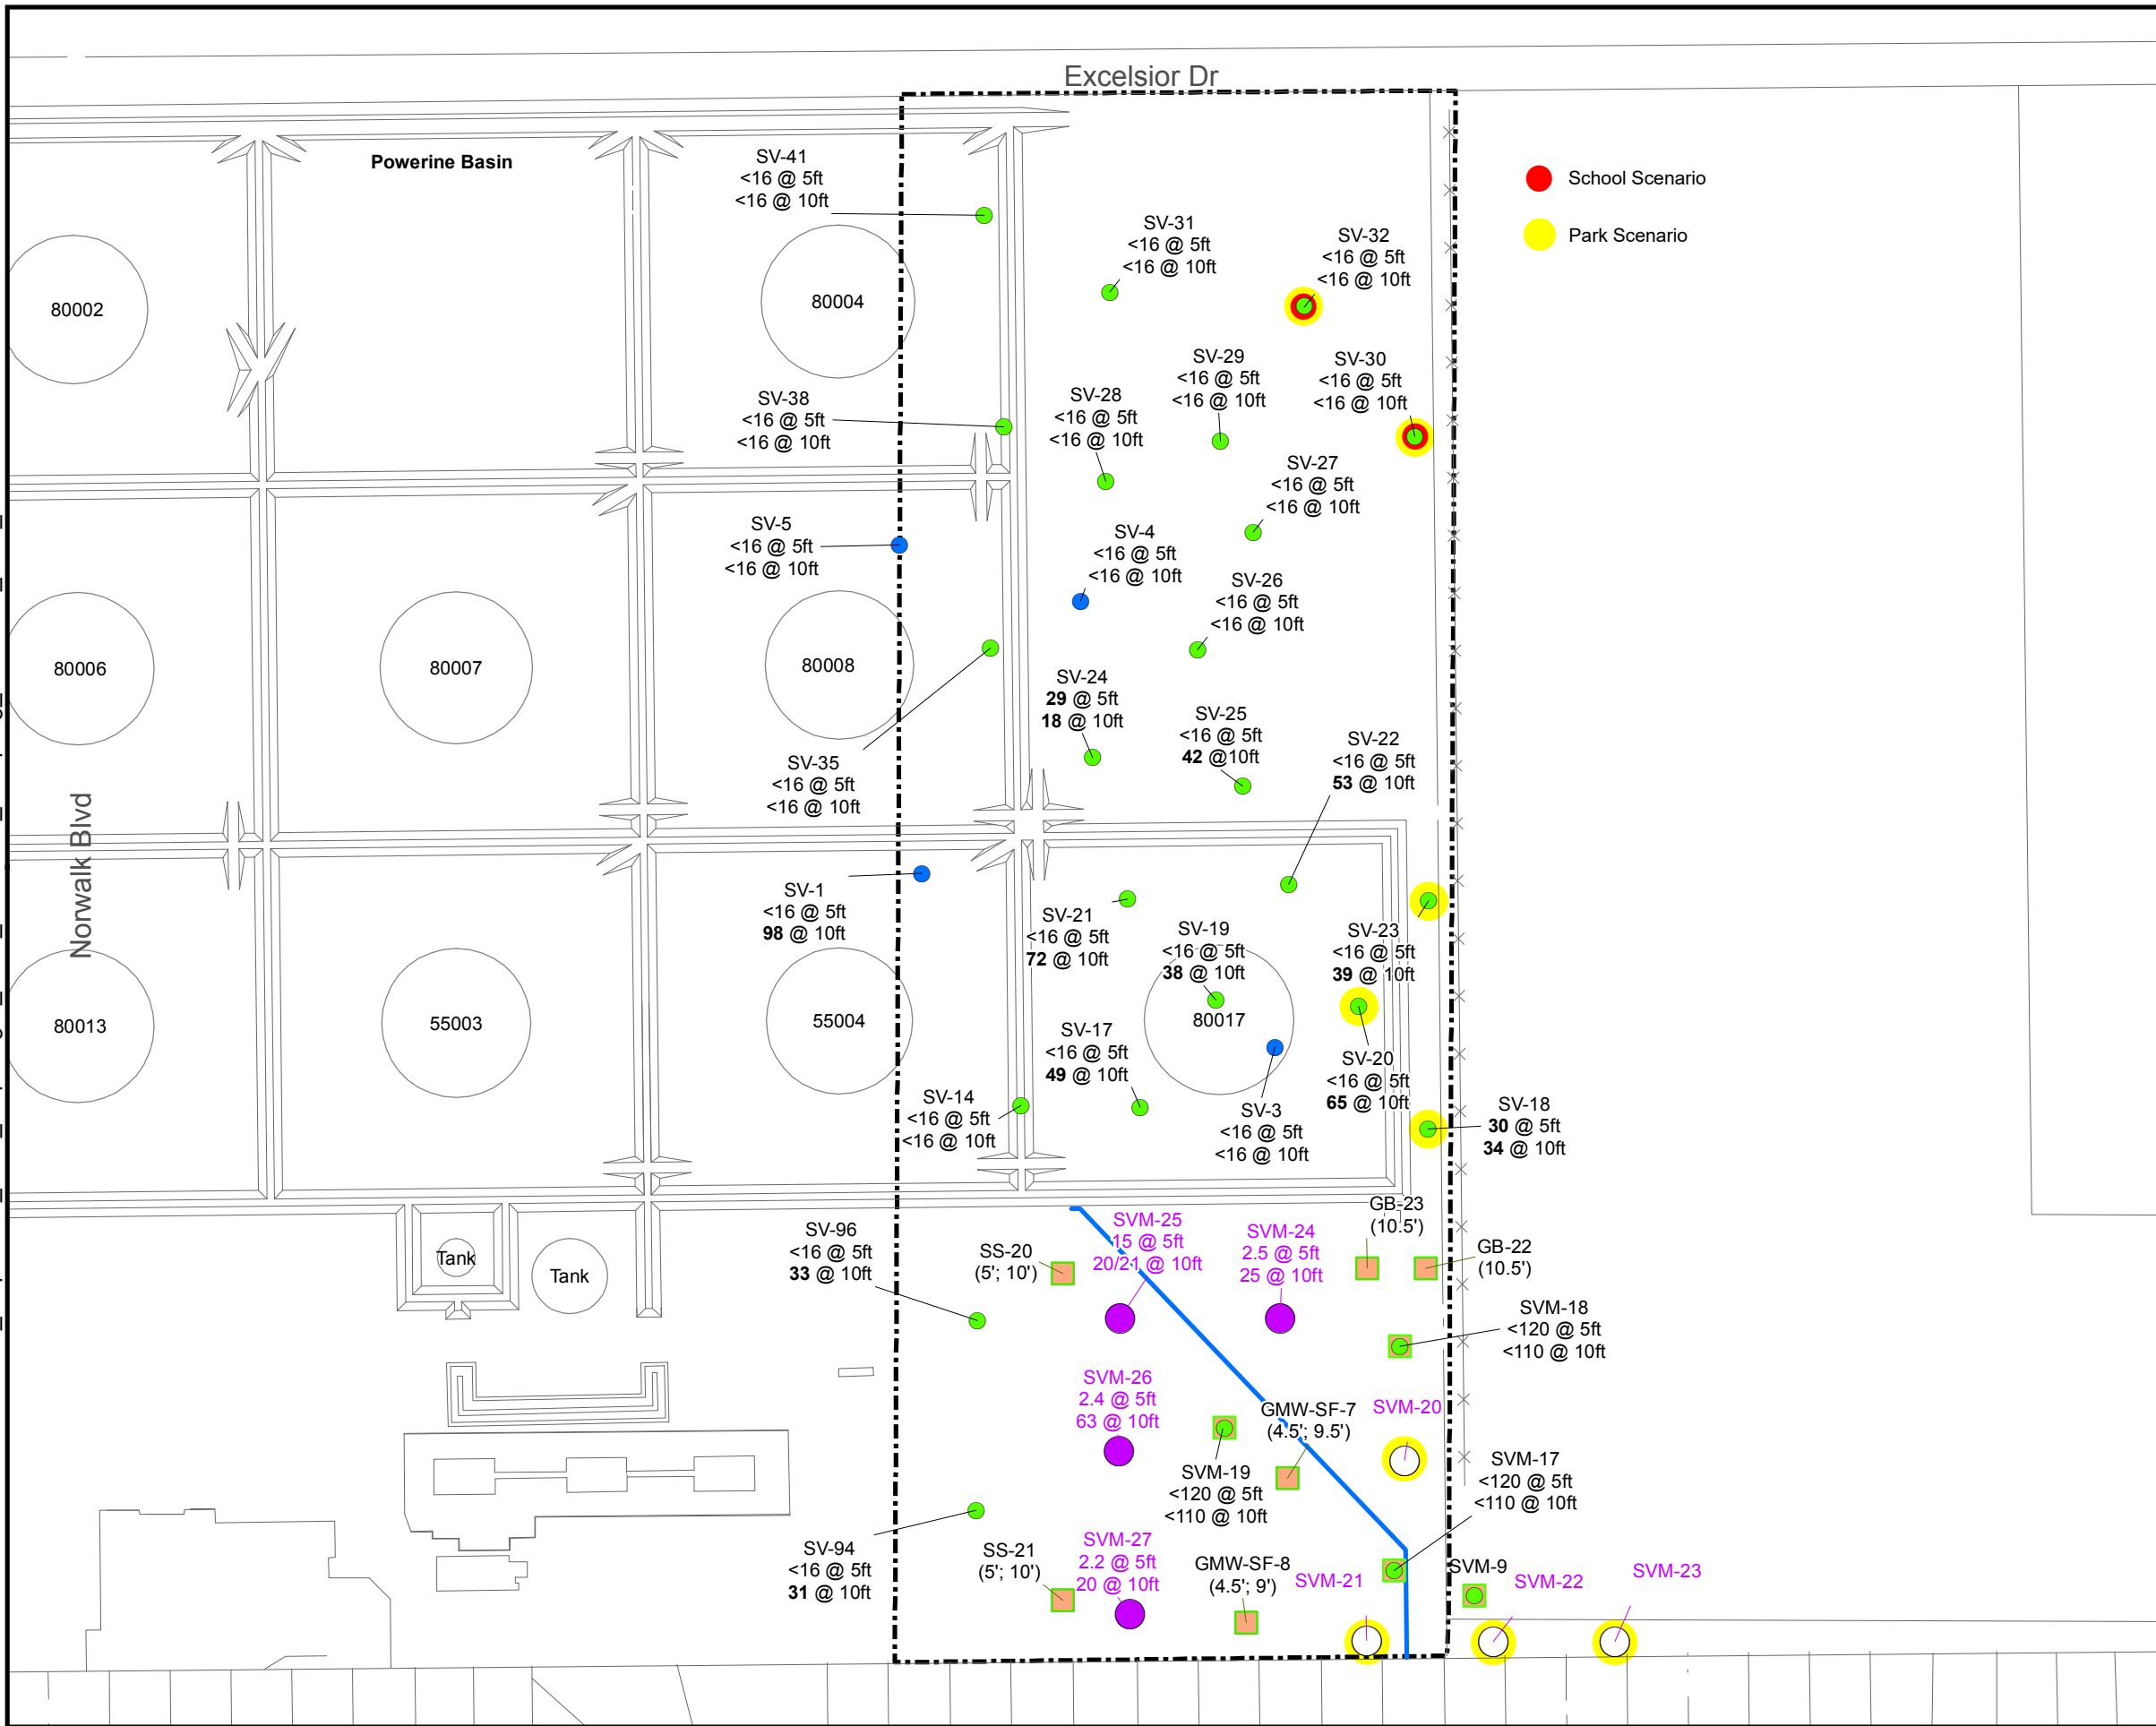 Excelsior Dr
Powerine Basin
School Scenario
Park Scenario
SV-41
<16 @ 5ft
<16 @ 10ft
SV-31
<16 @ 5ft
<16 @ 10ft
SV-32
<16 @ 5ft
<16 @ 10ft
80002
80004
SV-29
<16 @ 5ft
<16 @ 10ft
SV-30
<16 @ 5ft
<16 @ 10ft
SV-38
<16 @ 5ft
<16 @ 10ft
SV-28
<16 @ 5ft
<16 @ 10ft
SV-27
<16 @ 5ft
<16 @ 10ft
SV-5
<16 @ 5ft
<16 @ 10ft
SV-4
<16 @ 5ft
<16 @ 10ft
SV-26
<16 @ 5ft
<16 @ 10ft
80006
80007
80008
SV-24
29 @ 5ft
18 @ 10ft
SV-25
<16 @ 5ft
42 @10ft
SV-22
<16 @ 5ft
53 @ 10ft
SV-35
<16 @ 5ft
<16 @ 10ft
Norwalk Blvd
SV-1
<16 @ 5ft
98 @ 10ft
SV-21
<16 @ 5ft
72 @ 10ft
SV-19
<16 @ 5ft
38 @ 10ft
SV-23
<16 @ 5ft
39 @ 10ft
80013
55003
55004
80017
SV-17
<16 @ 5ft
49 @ 10ft
SV-20
<16 @ 5ft
65 @ 10ft
SV-14
<16 @ 5ft
<16 @ 10ft
SV-3
<16 @ 5ft
<16 @ 10ft
SV-18
30 @ 5ft
34 @ 10ft
GB-23
(10.5')
SV-96
<16 @ 5ft
33 @ 10ft
SS-20
(5'; 10')
SVM-25
15 @ 5ft
20/21 @ 10ft
SVM-24
2.5 @ 5ft
25 @ 10ft
GB-22
(10.5')
Tank
Tank
SVM-18
<120 @ 5ft
<110 @ 10ft
SVM-26
2.4 @ 5ft
63 @ 10ft
GMW-SF-7
(4.5'; 9.5')
SVM-20
SVM-19
<120 @ 5ft
<110 @ 10ft
SVM-17
<120 @ 5ft
<110 @ 10ft
SV-94
<16 @ 5ft
31 @ 10ft
SS-21
(5'; 10')
SVM-27
2.2 @ 5ft
20 @ 10ft
GMW-SF-8
(4.5'; 9')
SVM-21
SVM-9
SVM-22
SVM-23